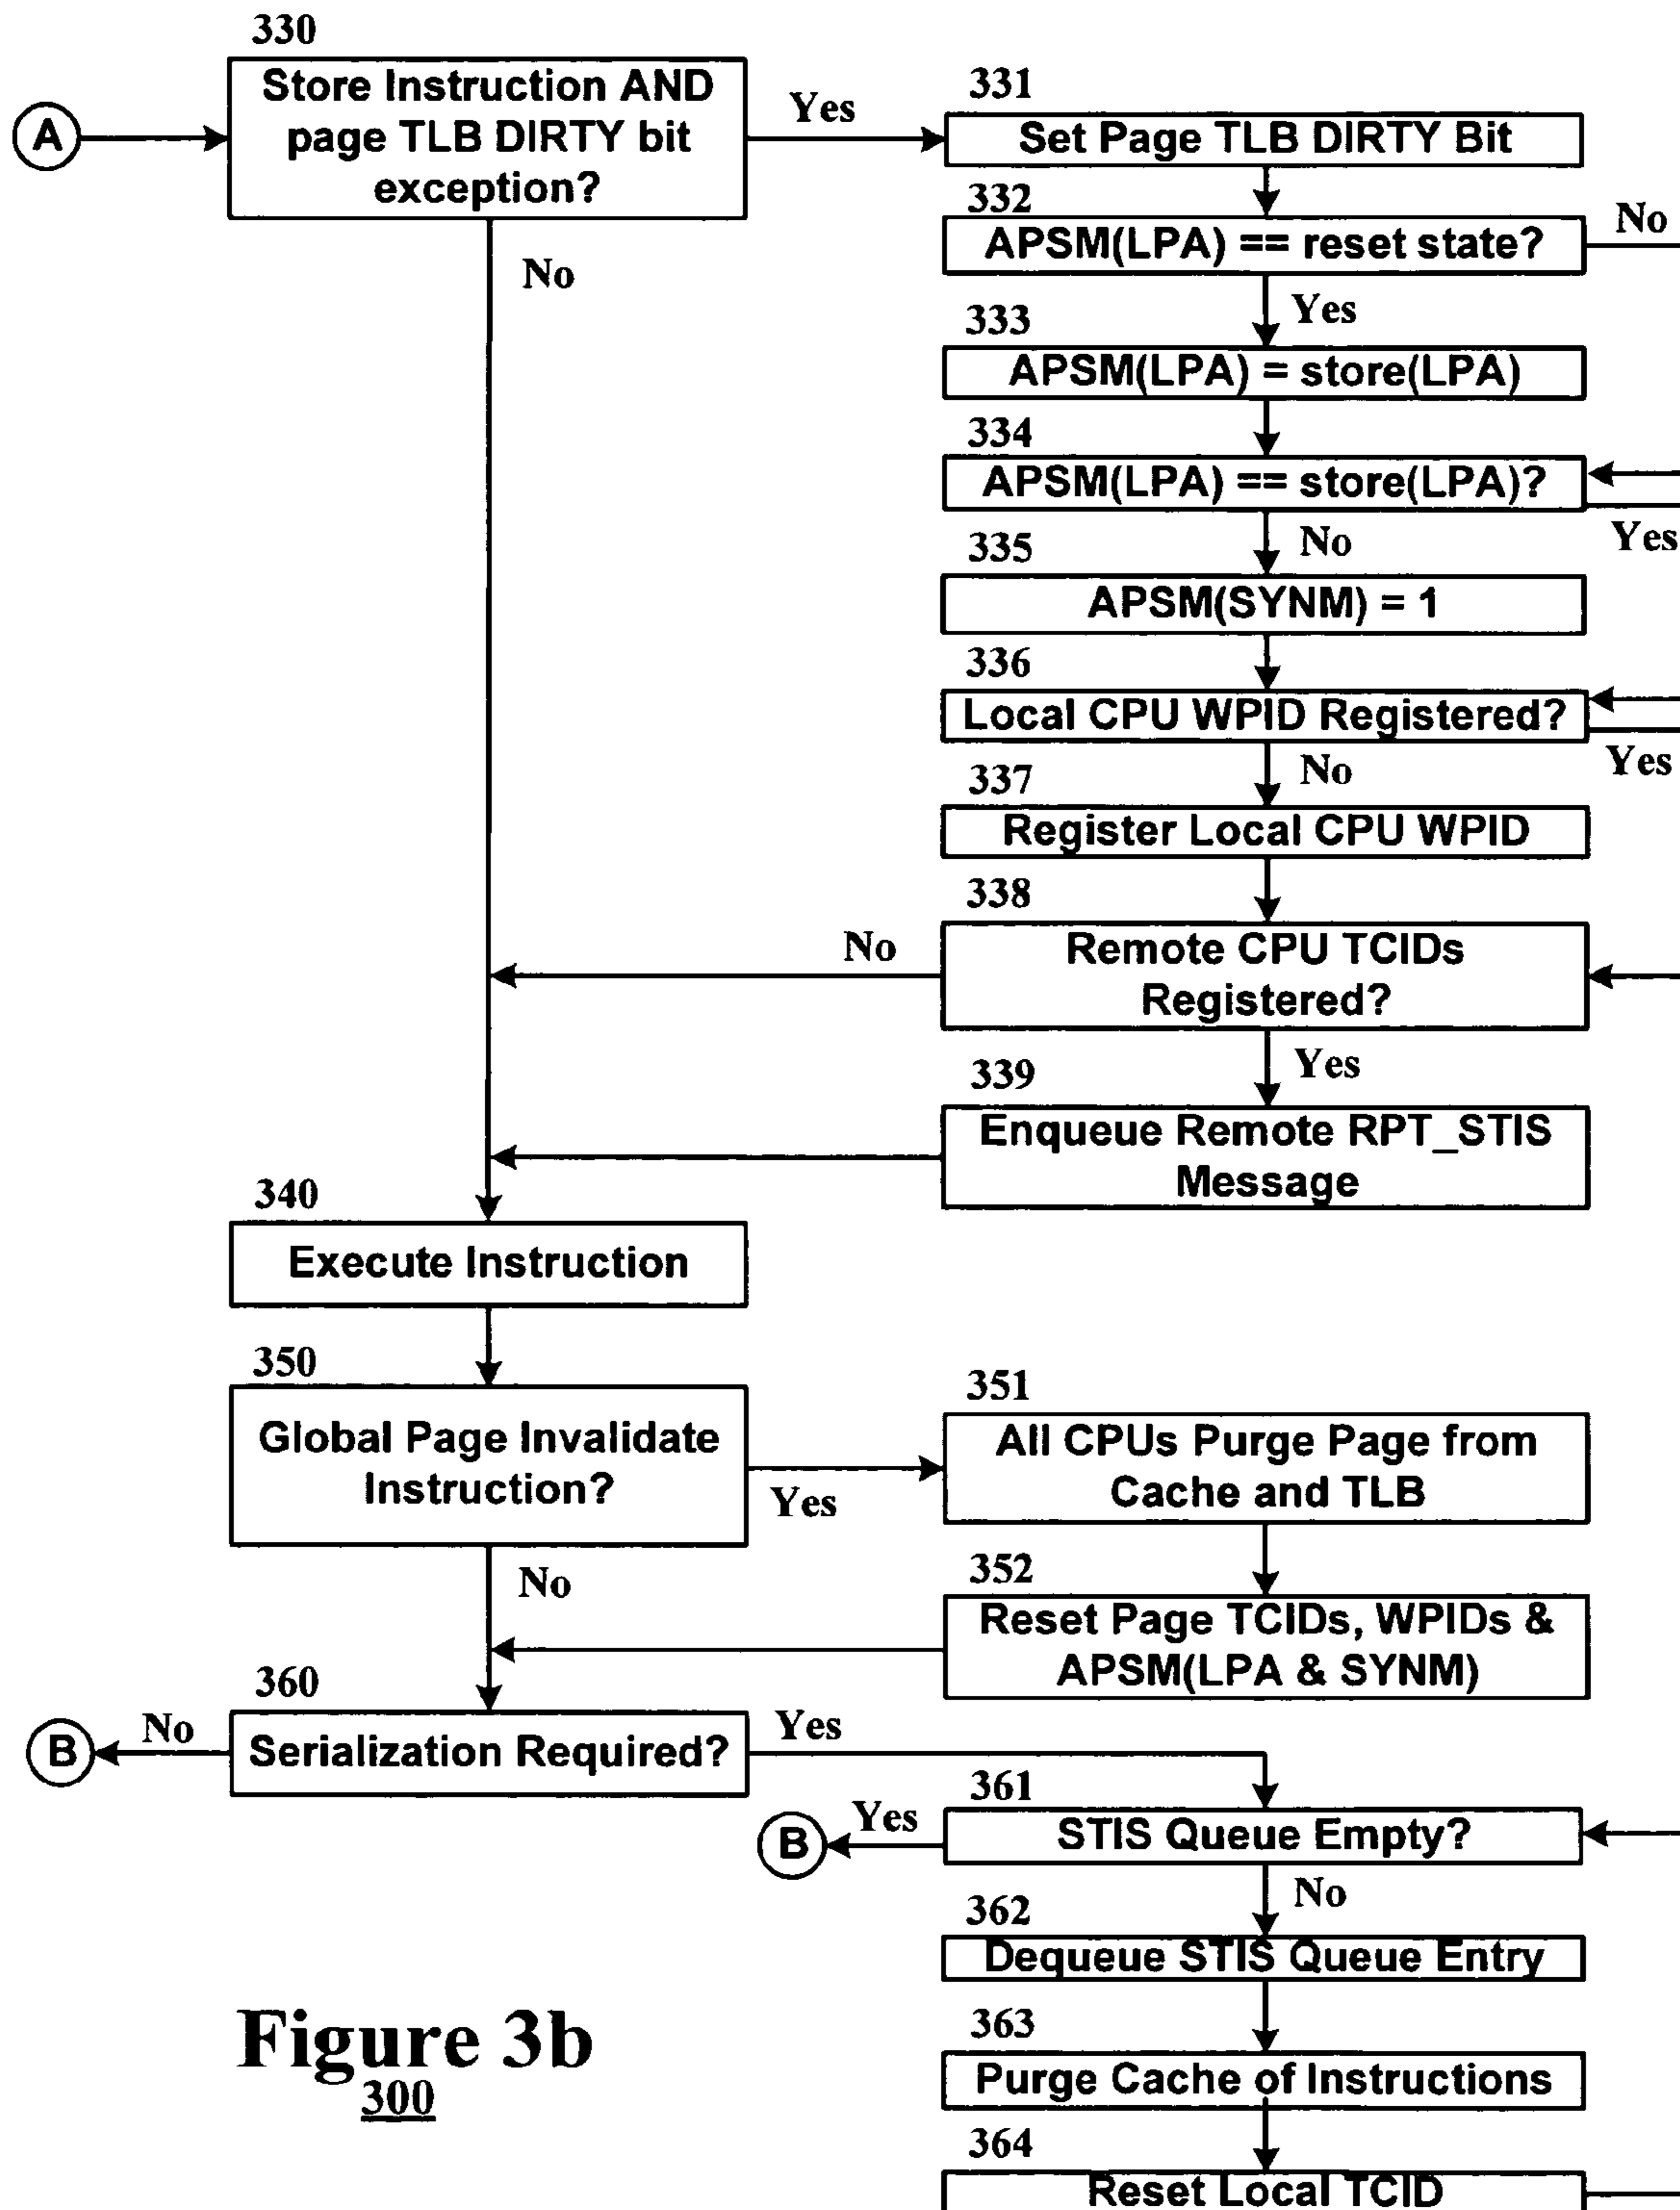 330
Store Instruction AND
page TLB DIRTY bit
exception?
A
Yes
No
331
Set Page TLB DIRTY Bit
332
APSM(LPA) == reset state?
No
Yes
333
APSM(LPA) = store(LPA)
334
APSM(LPA) == store(LPA)?
Yes
No
335
APSM(SYNM) = 1
336
Local CPU WPID Registered?
Yes
No
337
Register Local CPU WPID
338
Remote CPU TCIDs
Registered?
No
Yes
339
Enqueue Remote RPT_STIS
Message
340
Execute Instruction
350
Global Page Invalidate
Instruction?
Yes
No
351
All CPUs Purge Page from
Cache and TLB
352
Reset Page TCIDs, WPIDs &
APSM(LPA & SYNM)
360
Serialization Required?
No
B
Yes
361
STIS Queue Empty?
Yes
B
No
362
Dequeue STIS Queue Entry
363
Purge Cache of Instructions
364
Reset Local TCID
Figure 3b
300